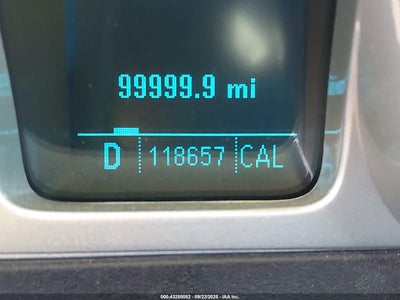 99999.9 mi
D 118657 CAL
000-43280082 - 09/22/2025 - IAA Inc.